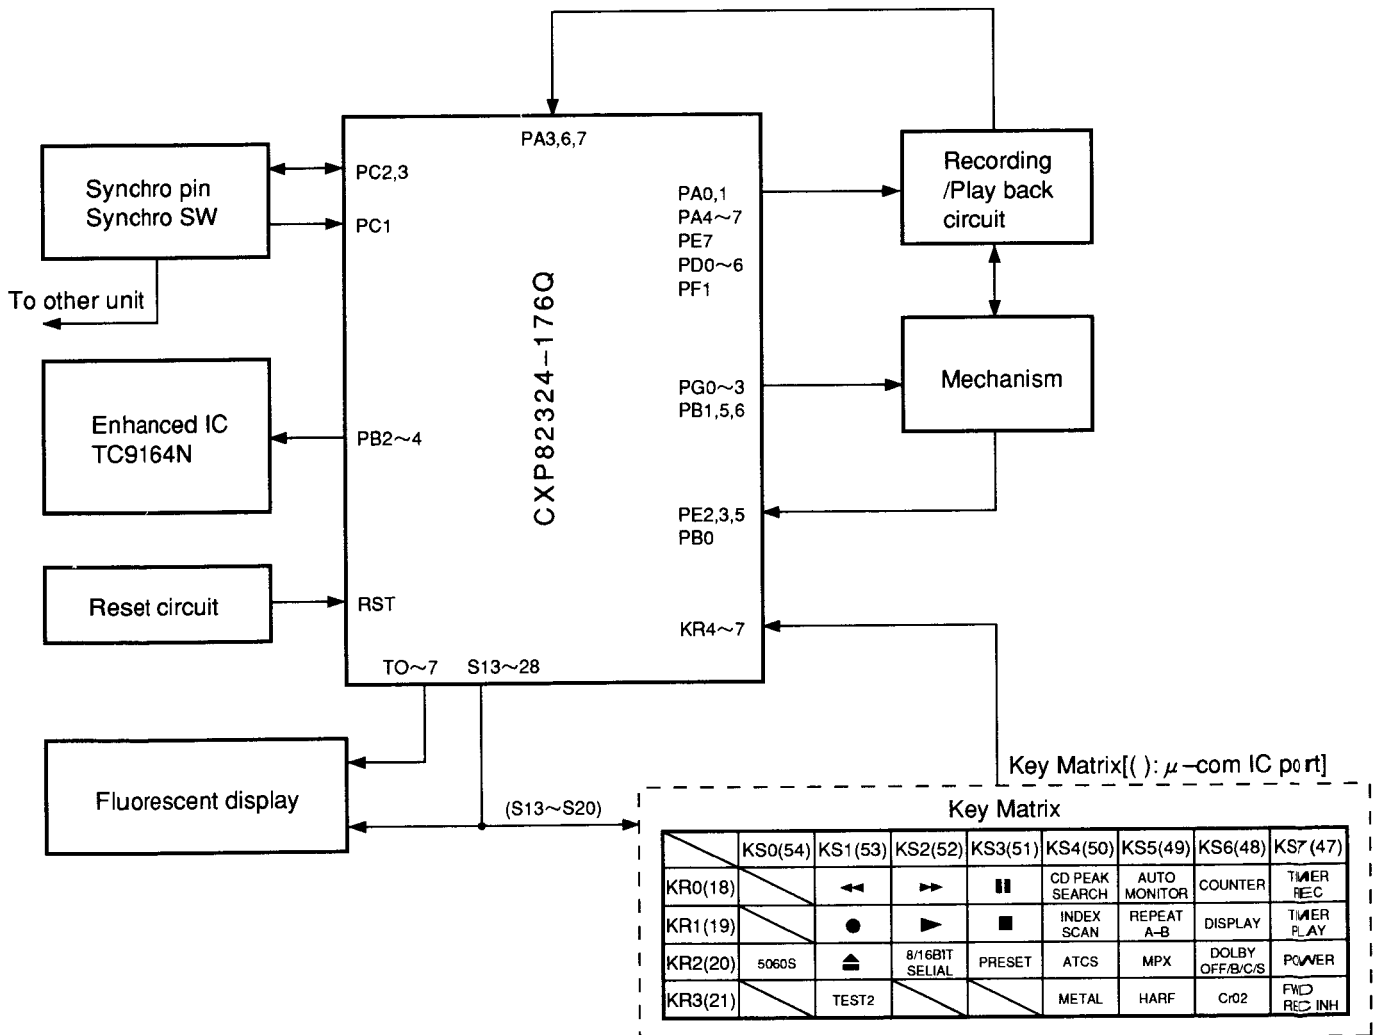 PA3,6,7
Synchro pin
Synchro SW
PC2,3
PC1
To other unit
Enhanced IC
TC9164N
PB2~4
Reset circuit
RST
CXP82324-176Q
PA0,1
PA4~7
PE7
PD0~6
PF1
Recording
/Play back
circuit
PG0~3
PB1,5,6
Mechanism
PE2,3,5
PB0
KR4~7
TO~7 S13~28
Fluorescent display
(S13~S20)
Key Matrix[( ): μ-com IC port]
Key Matrix
KS0(54) KS1(53) KS2(52) KS3(51) KS4(50) KS5(49) KS6(48) KS7(47)
KR0(18) ◀◀ ▶▶ ▮▮ CD PEAK SEARCH AUTO MONITOR COUNTER TIMER REC
KR1(19) ● ▶ ■ INDEX SCAN REPEAT A-B DISPLAY TIMER PLAY
KR2(20) 5060S ⏏ 8/16BIT SELIAL PRESET ATCS MPX DOLBY OFF/B/C/S POWER
KR3(21) TEST2 METAL HARF Cr02 FWD REC INH